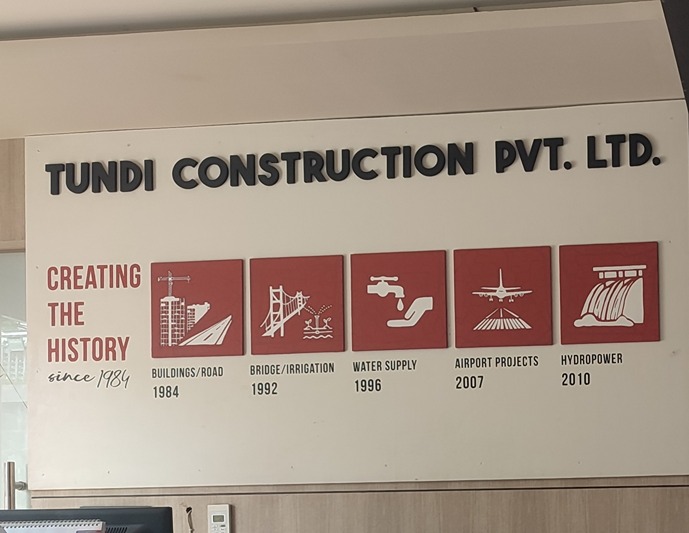 TUNDI CONSTRUCTION PVT. LTD.
CREATING
THE
HISTORY
since 1984
BUILDINGS/ROAD
1984
BRIDGE/IRRIGATION
1992
WATER SUPPLY
1996
AIRPORT PROJECTS
2007
HYDROPOWER
2010